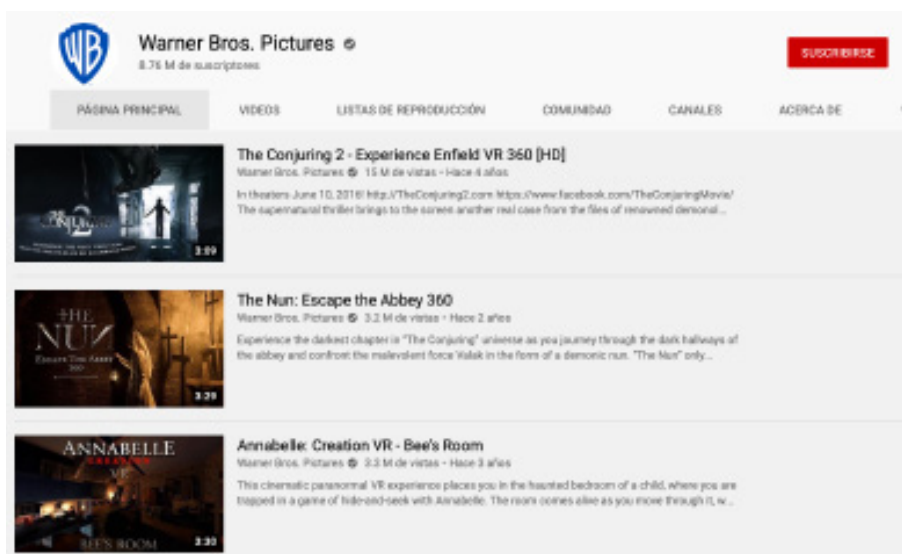 WB
Warner Bros. Pictures
8.76 M de suscriptores
SUSCRIBIRSE
PÁGINA PRINCIPAL VIDEOS LISTAS DE REPRODUCCIÓN COMUNIDAD CANALES ACERCA DE
The Conjuring 2 - Experience Enfield VR 360 [HD]
Warner Bros. Pictures 15 M de vistas • Hace 4 años
In theaters June 10, 2016! http://TheConjuring2.com https://www.facebook.com/TheConjuringMovie/
The supernatural thriller brings to the screen another real case from the files of renowned demonol...
THE
CONJURING 2
3:09
The Nun: Escape the Abbey 360
Warner Bros. Pictures 3.2 M de vistas • Hace 2 años
Experience the darkest chapter in "The Conjuring" universe as you journey through the dark hallways of
the abbey and confront the malevolent force Valak in the form of a demonic nun. "The Nun" only...
THE
NUN
ESCAPE THE ABBEY
360
3:29
Annabelle: Creation VR - Bee's Room
Warner Bros. Pictures 3.3 M de vistas • Hace 3 años
This cinematic paranormal VR experience places you in the haunted bedroom of a child, where you are
trapped in a game of hide-and-seek with Annabelle. The room comes alive as you move through it, w...
ANNABELLE
CREATION
VR
BEE'S ROOM
3:30